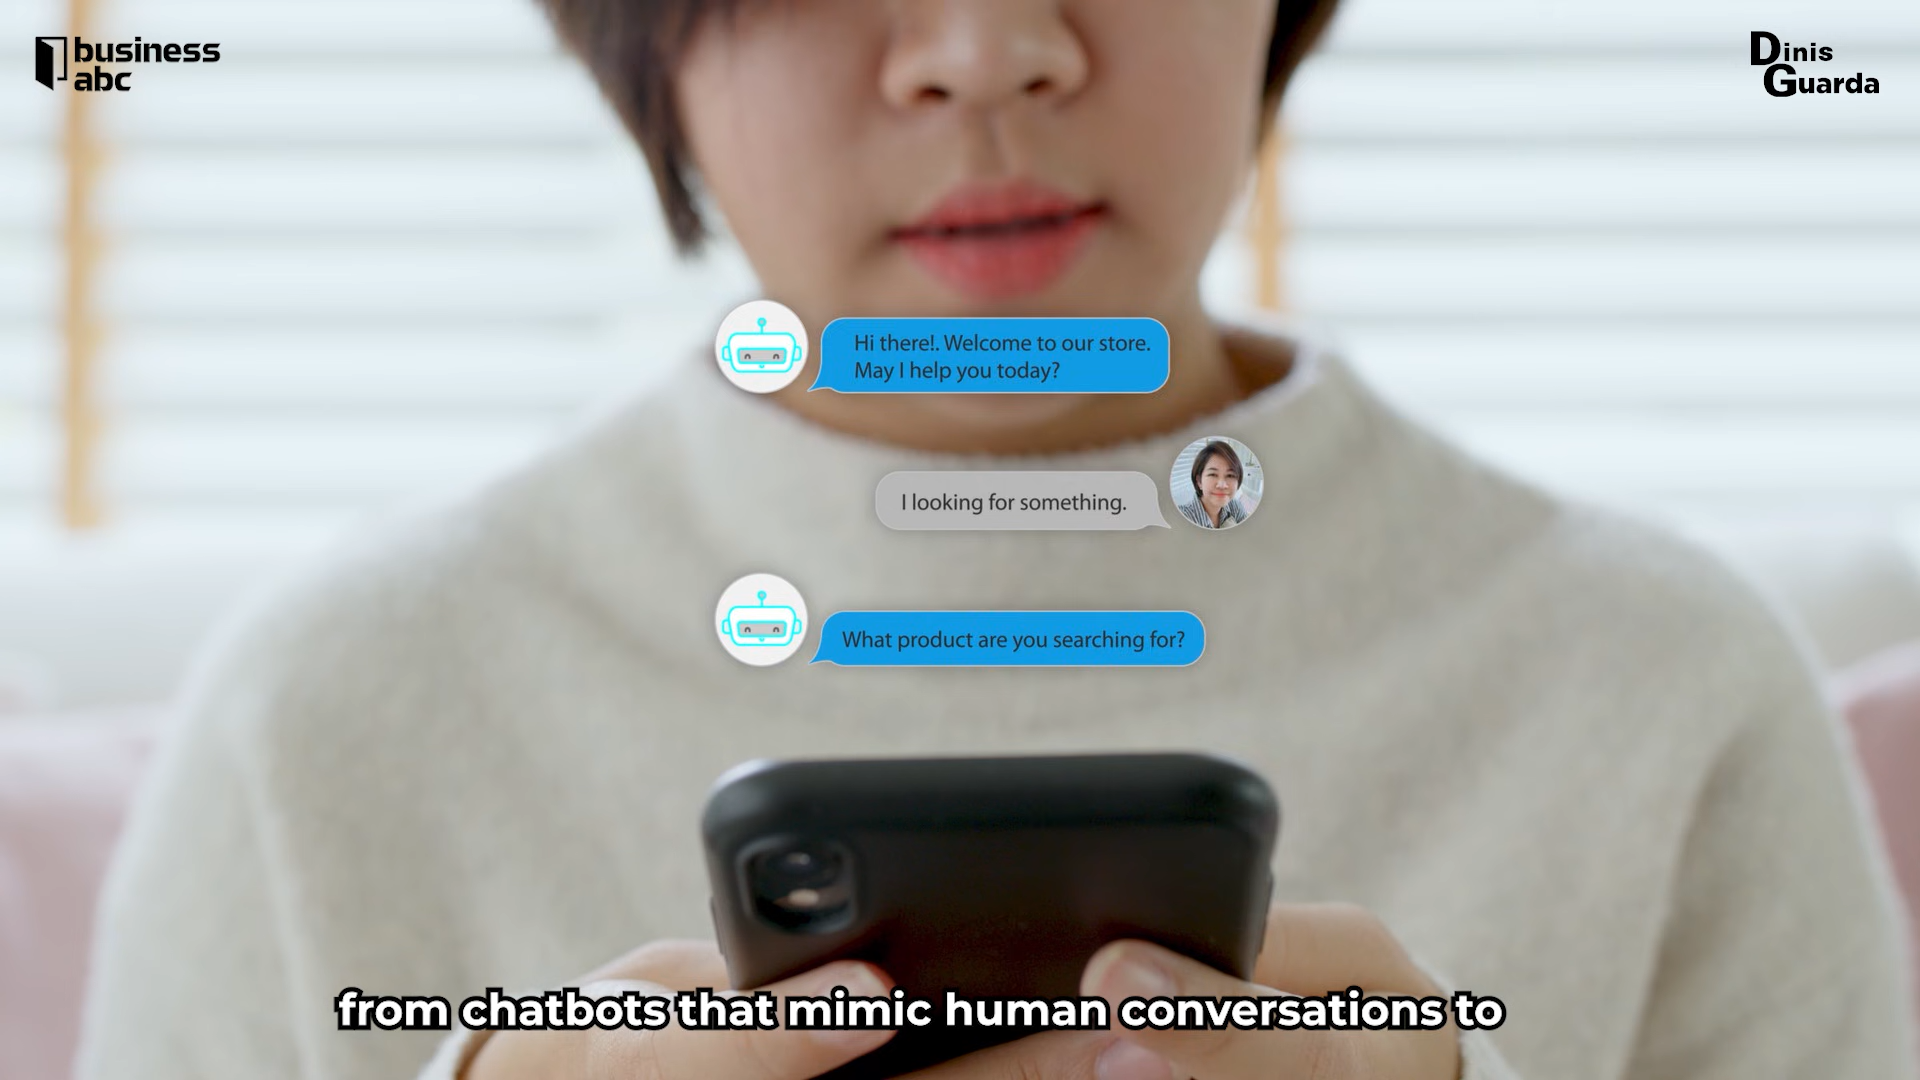 business
abc
Dinis
Guarda
Hi there!. Welcome to our store.
May I help you today?
I looking for something.
What product are you searching for?
from chatbots that mimic human conversations to